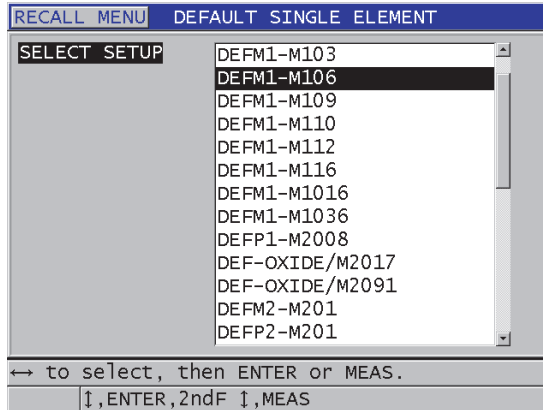 RECALL MENU DEFAULT SINGLE ELEMENT
SELECT SETUP
DEFM1-M103
DEFM1-M106
DEFM1-M109
DEFM1-M110
DEFM1-M112
DEFM1-M116
DEFM1-M1016
DEFM1-M1036
DEFP1-M2008
DEF-OXIDE/M2017
DEF-OXIDE/M2091
DEFM2-M201
DEFP2-M201
↔ to select, then ENTER or MEAS.
↕,ENTER,2ndF ↕,MEAS